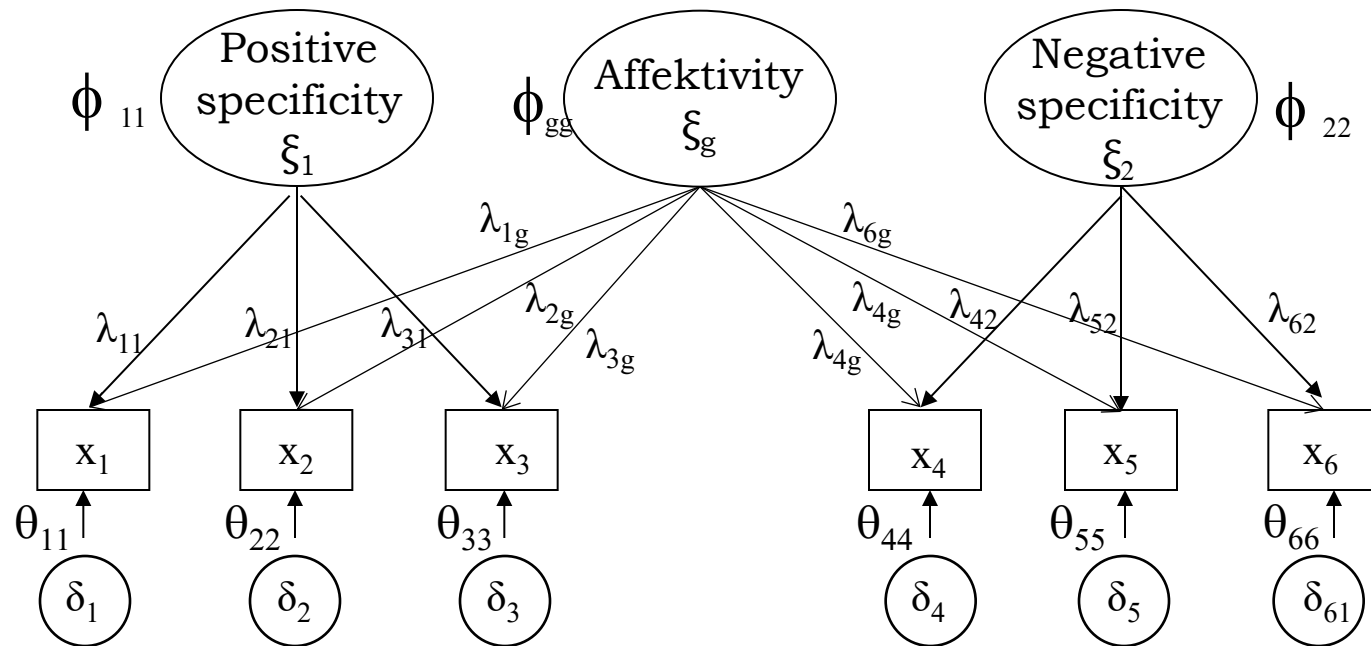 Positive
specificity
ξ₁
ϕ ₁₁
Affektivity
ξg
ϕgg
Negative
specificity
ξ₂
ϕ ₂₂
λ₁g
λ₆g
λ₁₁
λ₂₁
λ₃₁
λ₂g
λ₃g
λ₄g
λ₄g
λ₄₂
λ₅₂
λ₆₂
x₁
x₂
x₃
x₄
x₅
x₆
θ₁₁
θ₂₂
θ₃₃
θ₄₄
θ₅₅
θ₆₆
δ₁
δ₂
δ₃
δ₄
δ₅
δ₆₁